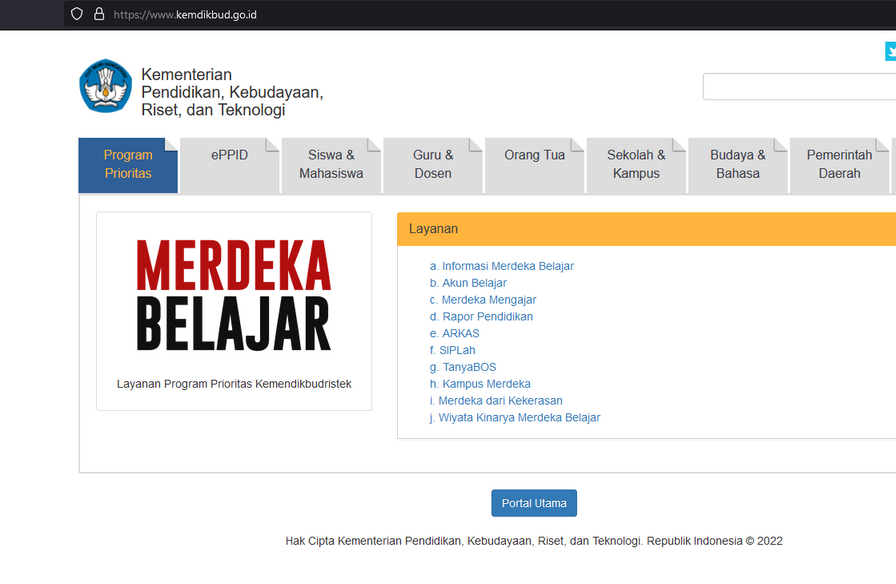 https://www.kemdikbud.go.id
Kementerian
Pendidikan, Kebudayaan,
Riset, dan Teknologi
Program
Prioritas
ePPID
Siswa &
Mahasiswa
Guru &
Dosen
Orang Tua
Sekolah &
Kampus
Budaya &
Bahasa
Pemerintah
Daerah
MERDEKA
BELAJAR
Layanan Program Prioritas Kemendikbudristek
Layanan
a. Informasi Merdeka Belajar
b. Akun Belajar
c. Merdeka Mengajar
d. Rapor Pendidikan
e. ARKAS
f. SIPLah
g. TanyaBOS
h. Kampus Merdeka
i. Merdeka dari Kekerasan
j. Wiyata Kinarya Merdeka Belajar
Portal Utama
Hak Cipta Kementerian Pendidikan, Kebudayaan, Riset, dan Teknologi. Republik Indonesia © 2022